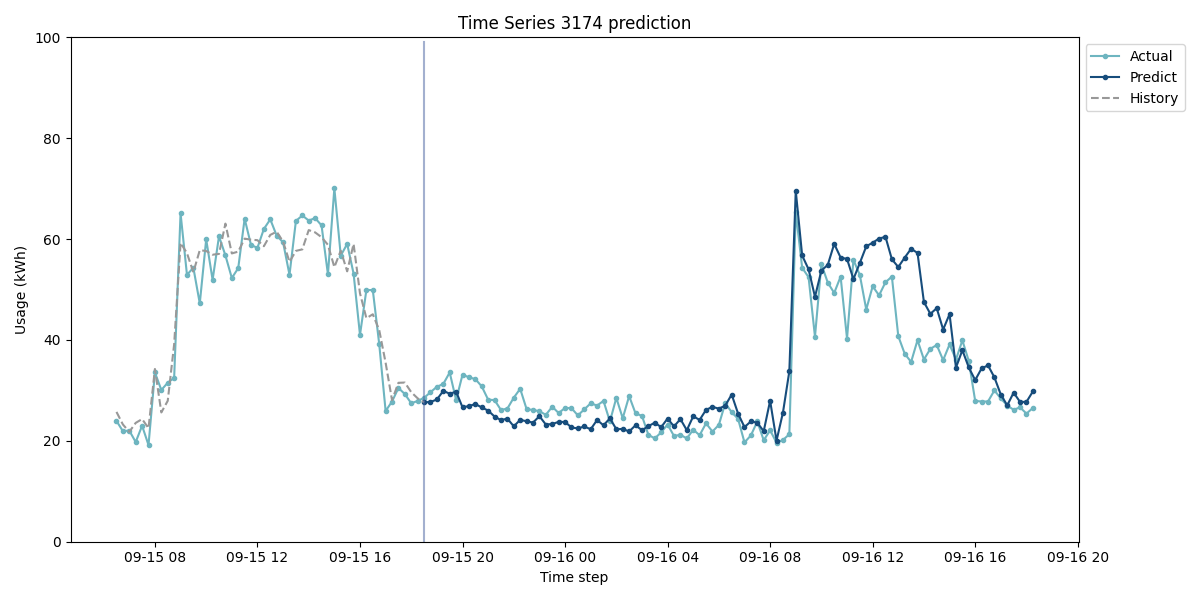 Time Series 3174 prediction
100
80
60
40
20
0
Usage (kWh)
09-15 08
09-15 12
09-15 16
09-15 20
09-16 00
09-16 04
09-16 08
09-16 12
09-16 16
09-16 20
Time step
Actual
Predict
History